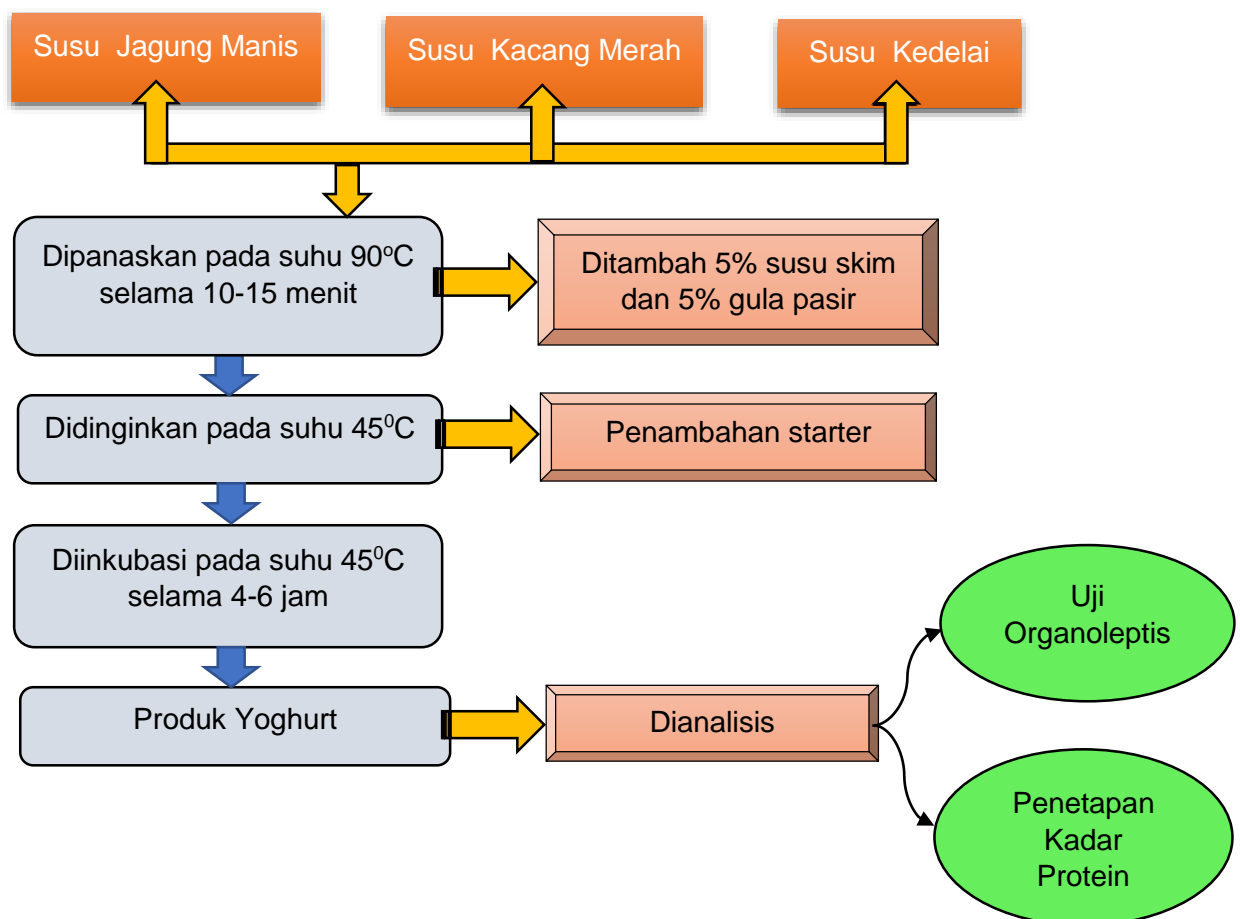 Susu  Jagung Manis
Susu  Kacang Merah
Susu  Kedelai
Dipanaskan pada suhu 90⁰C
selama 10-15 menit
Ditambah 5% susu skim
dan 5% gula pasir
Didinginkan pada suhu 45⁰C
Penambahan starter
Diinkubasi pada suhu 45⁰C
selama 4-6 jam
Uji
Organoleptis
Produk Yoghurt
Dianalisis
Penetapan
Kadar
Protein